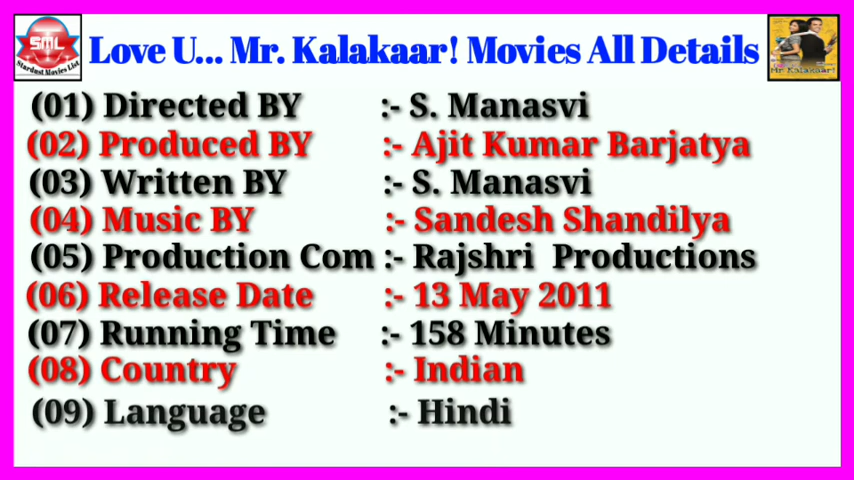 SML
Stardust Movies List
Love U... Mr. Kalakaar! Movies All Details
Mr Kalakaar!
(01) Directed BY :- S. Manasvi
(02) Produced BY :- Ajit Kumar Barjatya
(03) Written BY :- S. Manasvi
(04) Music BY :- Sandesh Shandilya
(05) Production Com :- Rajshri Productions
(06) Release Date :- 13 May 2011
(07) Running Time :- 158 Minutes
(08) Country :- Indian
(09) Language :- Hindi